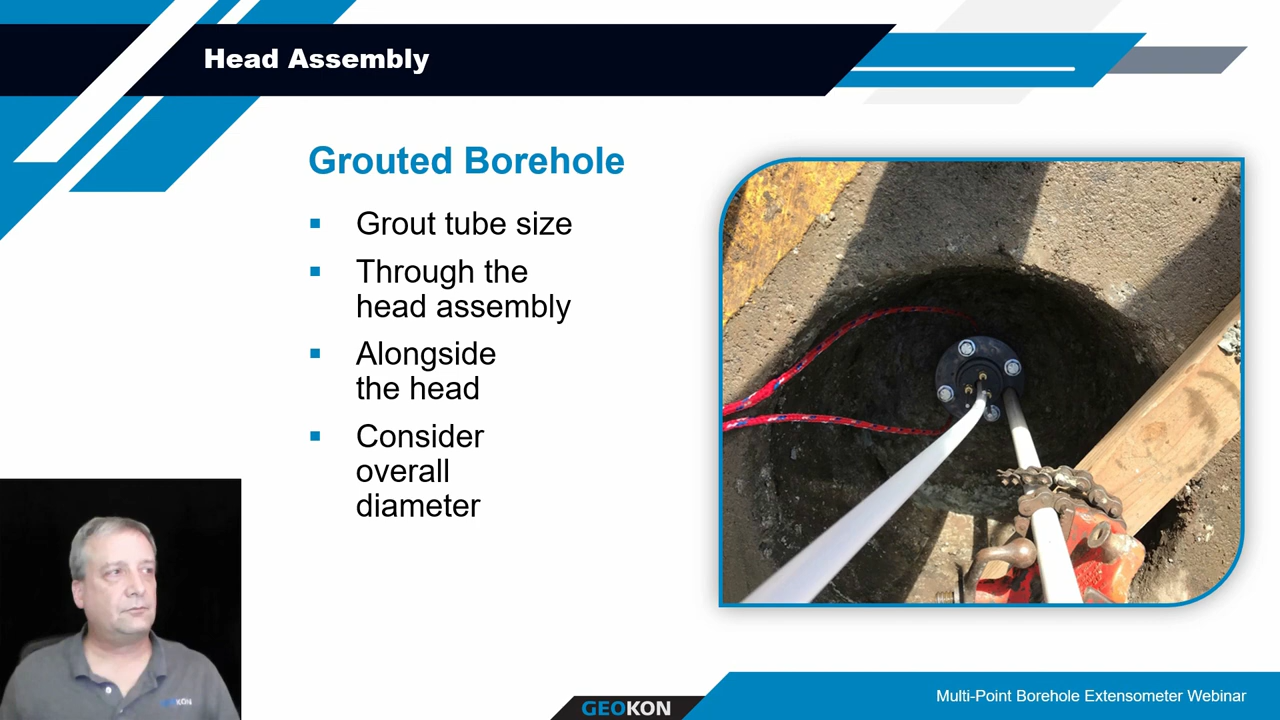 Head Assembly
Grouted Borehole
Grout tube size
Through the
head assembly
Alongside
the head
Consider
overall
diameter
GEOKON
GEOKON
Multi-Point Borehole Extensometer Webinar